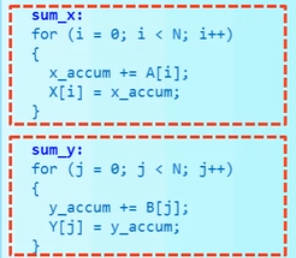 sum_x:
for (i = 0; i < N; i++)
{
x_accum += A[i];
X[i] = x_accum;
}
sum_y:
for (j = 0; j < N; j++)
{
y_accum += B[j];
Y[j] = y_accum;
}